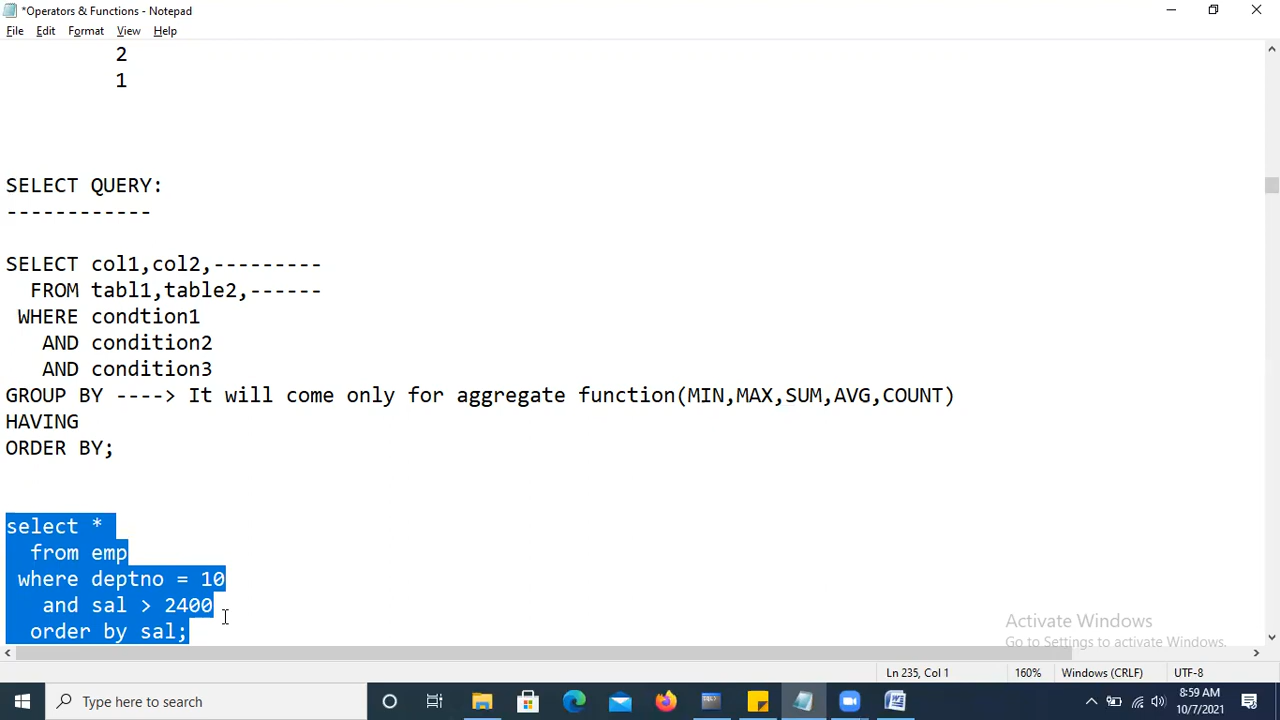 *Operators & Functions - Notepad
File Edit Format View Help
2
1
SELECT QUERY:
------------
SELECT col1,col2,---------
FROM tabl1,table2,------
WHERE condtion1
AND condition2
AND condition3
GROUP BY ----> It will come only for aggregate function(MIN,MAX,SUM,AVG,COUNT)
HAVING
ORDER BY;
select *
from emp
where deptno = 10
and sal > 2400
order by sal;
Activate Windows
Go to Settings to activate Windows.
Ln 235, Col 1 160% Windows (CRLF) UTF-8
Type here to search
8:59 AM
10/7/2021